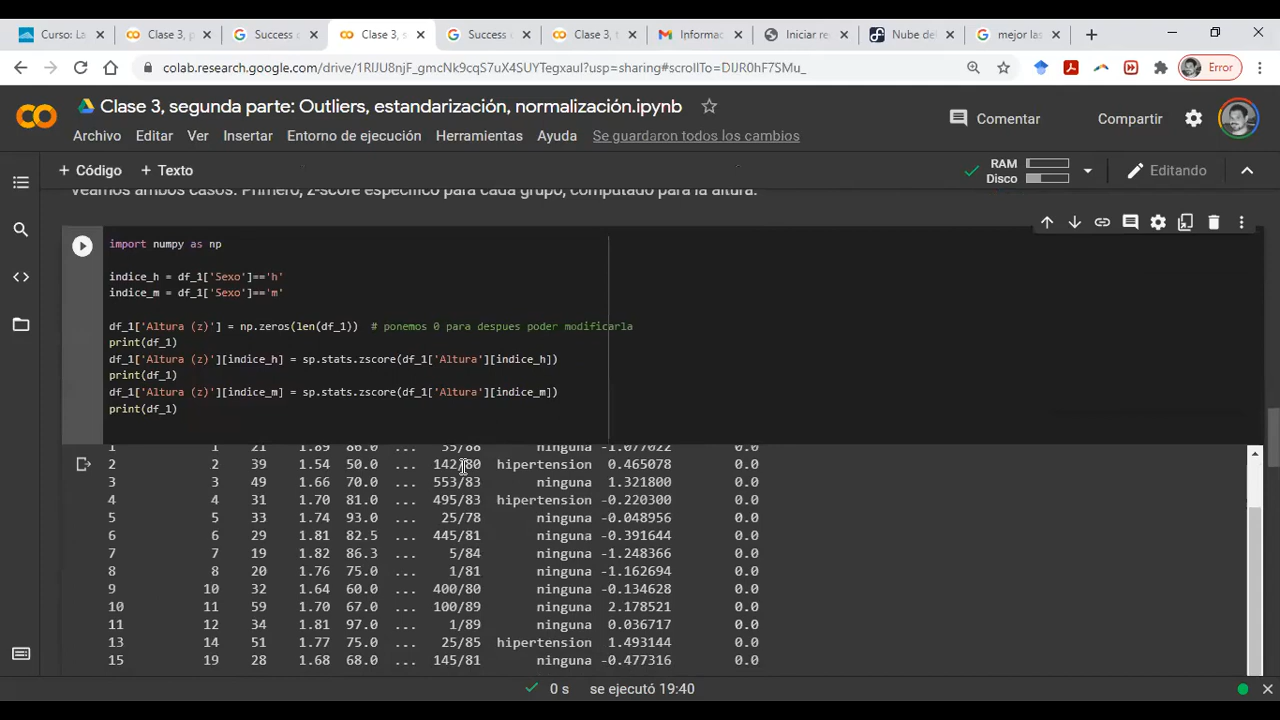 Curso: La
Clase 3, p
Success c
Clase 3, s
Success c
Clase 3, t
Informac
Iniciar re
Nube del
mejor las
colab.research.google.com/drive/1RIJU8njF_gmcNk9cqS7uX4SUYTegxauI?usp=sharing#scrollTo=DIJR0hF7SMu_
Error
Clase 3, segunda parte: Outliers, estandarización, normalización.ipynb
Archivo Editar Ver Insertar Entorno de ejecución Herramientas Ayuda Se guardaron todos los cambios
Comentar Compartir
+ Código + Texto
RAM
Disco
Editando
Veamos ambos casos. Primero, z-score especifico para cada grupo, computado para la altura.
import numpy as np
indice_h = df_1['Sexo']=='h'
indice_m = df_1['Sexo']=='m'
df_1['Altura (z)'] = np.zeros(len(df_1)) # ponemos 0 para despues poder modificarla
print(df_1)
df_1['Altura (z)'][indice_h] = sp.stats.zscore(df_1['Altura'][indice_h])
print(df_1)
df_1['Altura (z)'][indice_m] = sp.stats.zscore(df_1['Altura'][indice_m])
print(df_1)
1 1 21 1.89 86.0 ... 35/88 ninguna -1.077022 0.0
2 2 39 1.54 50.0 ... 142/80 hipertension 0.465078 0.0
3 3 49 1.66 70.0 ... 553/83 ninguna 1.321800 0.0
4 4 31 1.70 81.0 ... 495/83 hipertension -0.220300 0.0
5 5 33 1.74 93.0 ... 25/78 ninguna -0.048956 0.0
6 6 29 1.81 82.5 ... 445/81 ninguna -0.391644 0.0
7 7 19 1.82 86.3 ... 5/84 ninguna -1.248366 0.0
8 8 20 1.76 75.0 ... 1/81 ninguna -1.162694 0.0
9 10 32 1.64 60.0 ... 400/80 ninguna -0.134628 0.0
10 11 59 1.70 67.0 ... 100/89 ninguna 2.178521 0.0
11 12 34 1.81 97.0 ... 1/89 ninguna 0.036717 0.0
13 14 51 1.77 75.0 ... 25/85 hipertension 1.493144 0.0
15 19 28 1.68 68.0 ... 145/81 ninguna -0.477316 0.0
0 s se ejecutó 19:40